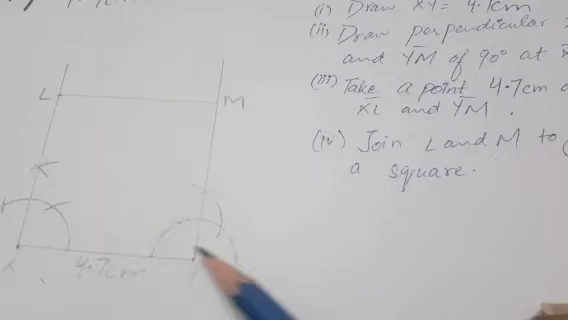 (i) Draw XY = 4.7cm
(ii) Draw perpendicular
and YM of 90° at X
(iii) Take a point 4.7cm
XL and YM.
(iv) Join L and M to
a square.
L
M
X
4.7cm